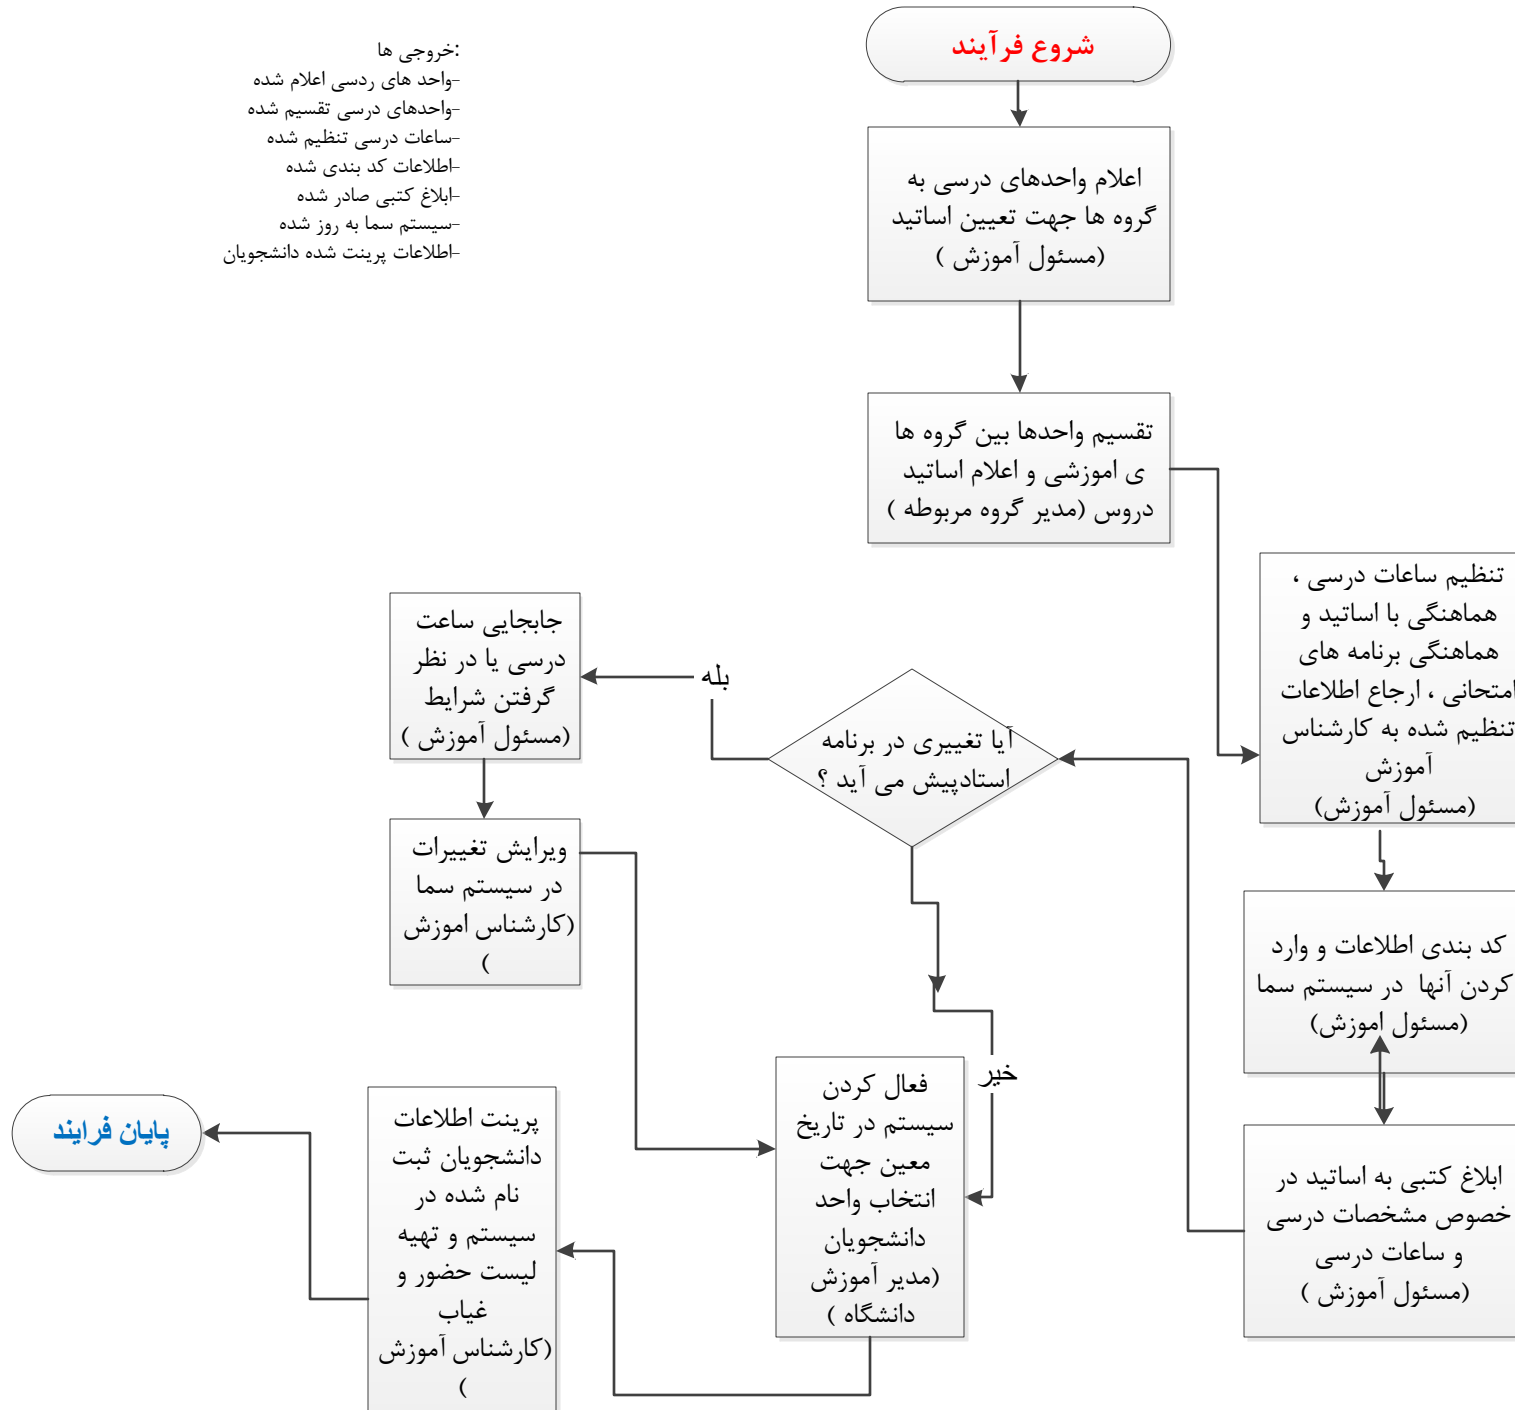 شروع فرآیند
خروجی ها:
-واحد های ردسی اعلام شده
-واحدهای درسی تقسیم شده
-ساعات درسی تنظیم شده
-اطلاعات کد بندی شده
-ابلاغ کتبی صادر شده
-سیستم سما به روز شده
-اطلاعات پرینت شده دانشجویان
اعلام واحدهای درسی به
گروه ها جهت تعیین اساتید
(مسئول آموزش )
تقسیم واحدها بین گروه ها
ی اموزشی و اعلام اساتید
دروس (مدیر گروه مربوطه )
تنظیم ساعات درسی ،
هماهنگی با اساتید و
هماهنگی برنامه های
امتحانی ، ارجاع اطلاعات
تنظیم شده به کارشناس
آموزش
(مسئول آموزش)
کد بندی اطلاعات و وارد
کردن آنها در سیستم سما
(مسئول اموزش)
ابلاغ کتبی به اساتید در
خصوص مشخصات درسی
و ساعات درسی
(مسئول آموزش )
آیا تغییری در برنامه
استادپیش می آید ؟
بله
جابجایی ساعت
درسی یا در نظر
گرفتن شرایط
(مسئول آموزش )
ویرایش تغییرات
در سیستم سما
(کارشناس اموزش
)
خیر
فعال کردن
سیستم در تاریخ
معین جهت
انتخاب واحد
دانشجویان
(مدیر آموزش
دانشگاه )
پرینت اطلاعات
دانشجویان ثبت
نام شده در
سیستم و تهیه
لیست حضور و
غیاب
(کارشناس آموزش
)
پایان فرایند